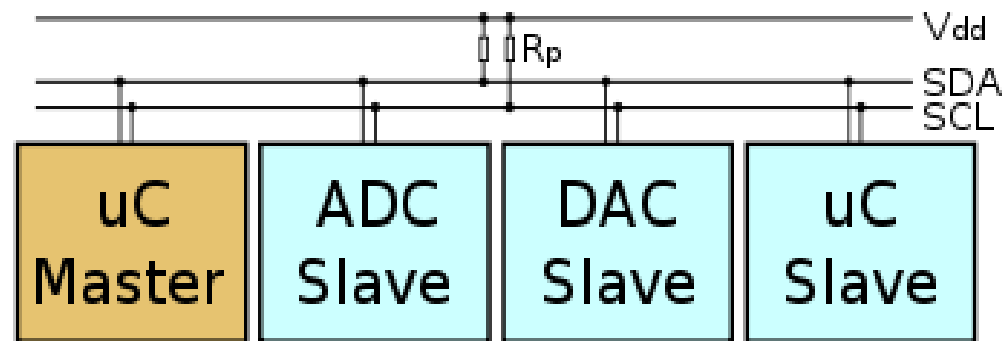 Vdd
Rp
SDA
SCL
uC
Master
ADC
Slave
DAC
Slave
uC
Slave